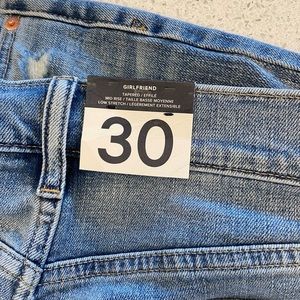 GIRLFRIEND
TAPERED / EFFILÉ
MID RISE / TAILLE BASSE MOYENNE
LOW STRETCH / LÉGÈREMENT EXTENSIBLE
30